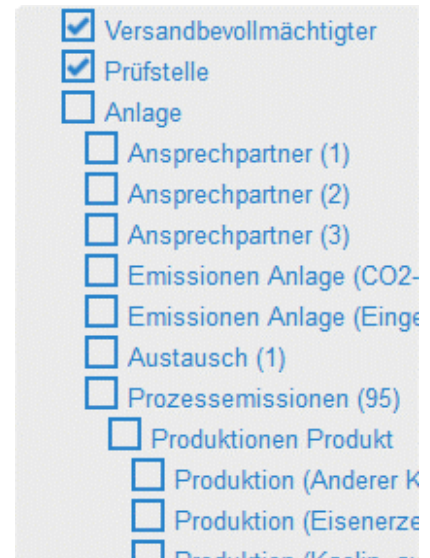 Versandbevollmächtigter
Prüfstelle
Anlage
Ansprechpartner (1)
Ansprechpartner (2)
Ansprechpartner (3)
Emissionen Anlage (CO2-
Emissionen Anlage (Einge
Austausch (1)
Prozessemissionen (95)
Produktionen Produkt
Produktion (Anderer K
Produktion (Eisenerze